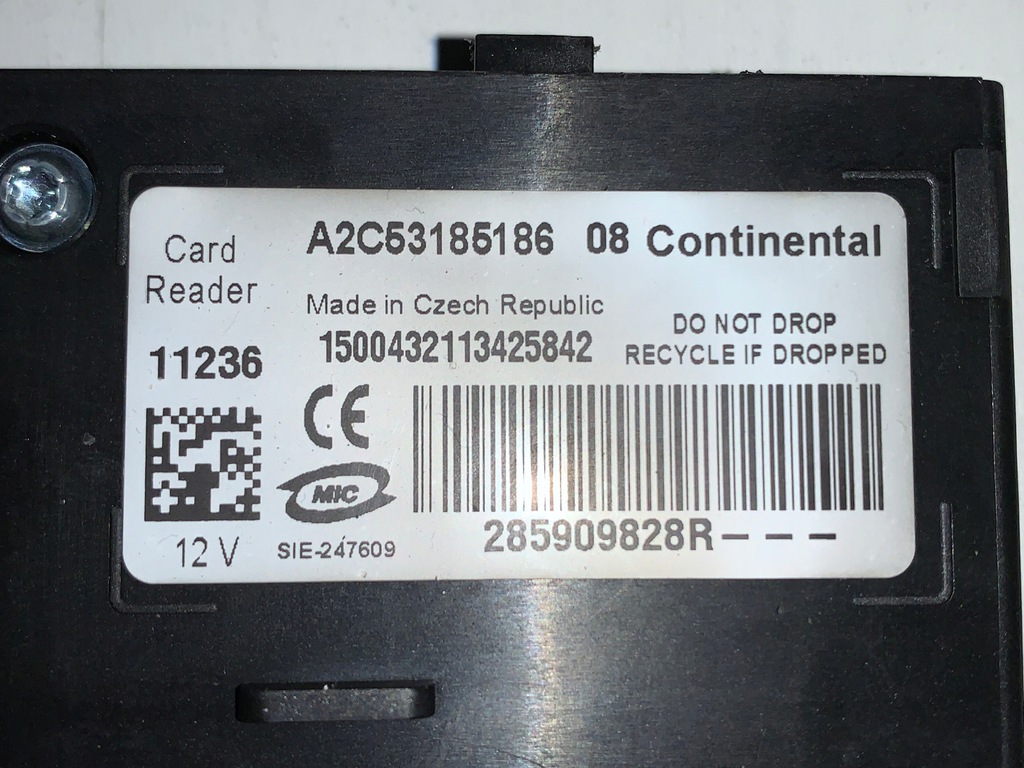 Card
Reader
11236
A2C53185186 08 Continental
Made in Czech Republic
1500432113425842
DO NOT DROP
RECYCLE IF DROPPED
CE
MIC
12 V
SIE-247609
285909828R---